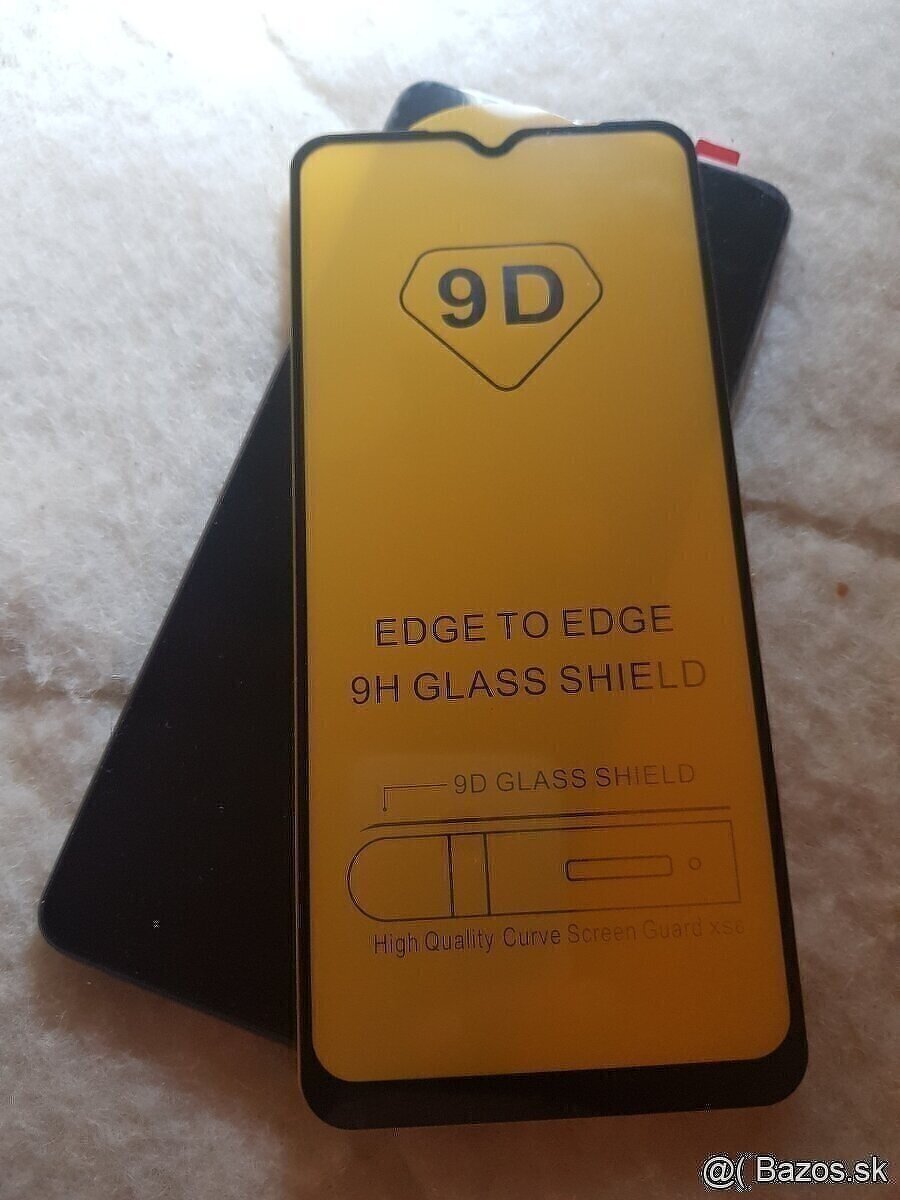 9D
EDGE TO EDGE
9H GLASS SHIELD
9D GLASS SHIELD
High Quality Curve Screen Guard
@( Bazos.sk